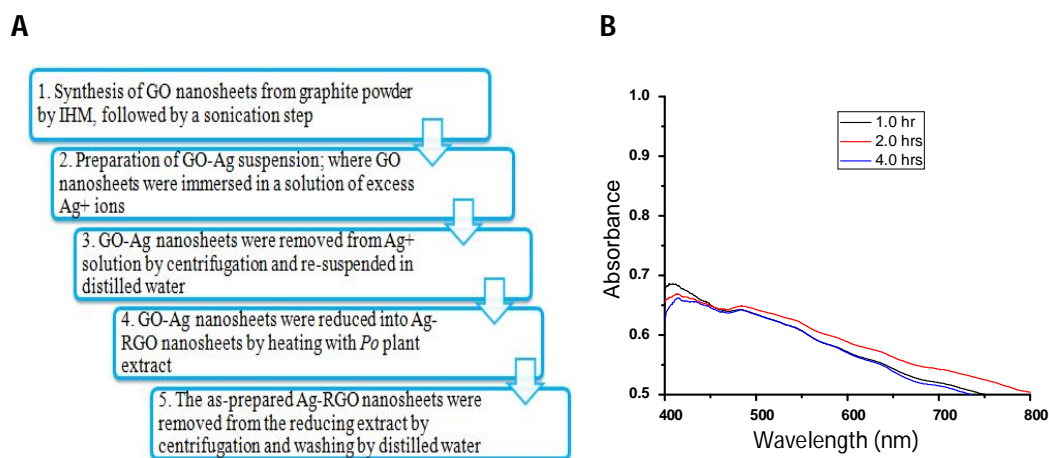 A
B
1. Synthesis of GO nanosheets from graphite powder
by IHM, followed by a sonication step
2. Preparation of GO-Ag suspension; where GO
nanosheets were immersed in a solution of excess
Ag+ ions
3. GO-Ag nanosheets were removed from Ag+
solution by centrifugation and re-suspended in
distilled water
4. GO-Ag nanosheets were reduced into Ag-
RGO nanosheets by heating with Po plant
extract
5. The as-prepared Ag-RGO nanosheets were
removed from the reducing extract by
centrifugation and washing by distilled water
1.0
0.9
0.8
0.7
0.6
0.5
Absorbance
1.0 hr
2.0 hrs
4.0 hrs
400 500 600 700 800
Wavelength (nm)